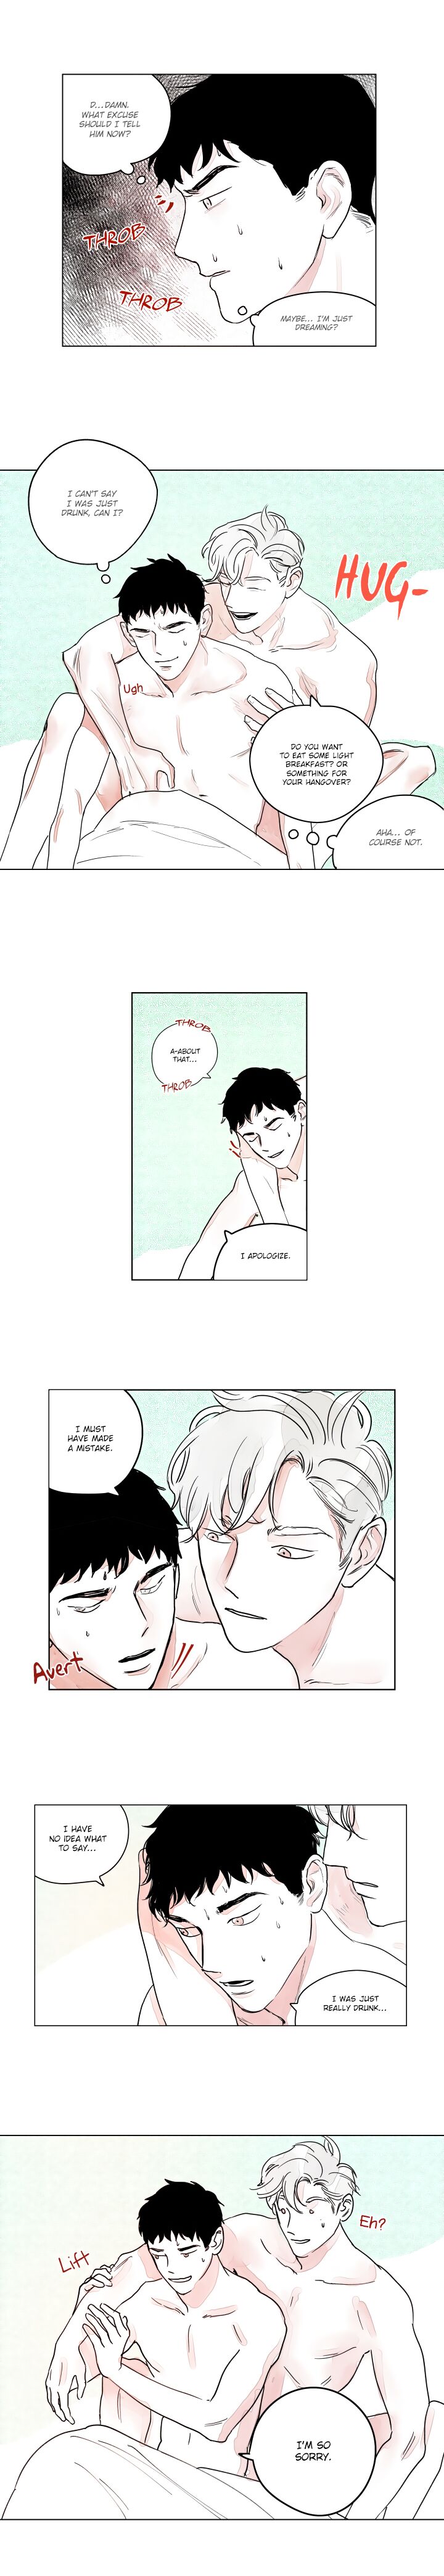 D...DAMN.
WHAT EXCUSE
SHOULD I TELL
HIM NOW?
THROB
THROB
MAYBE... I'M JUST
DREAMING?
I CAN'T SAY
I WAS JUST
DRUNK, CAN I?
HUG-
Ugh
DO YOU WANT
TO EAT SOME LIGHT
BREAKFAST? OR
SOMETHING FOR
YOUR HANGOVER?
AHA... OF
COURSE NOT.
THROB
A-ABOUT
THAT...
THROB
I APOLOGIZE.
I MUST
HAVE MADE
A MISTAKE.
Avert
I HAVE
NO IDEA WHAT
TO SAY...
I WAS JUST
REALLY DRUNK...
Eh?
Lift
I'M SO
SORRY.